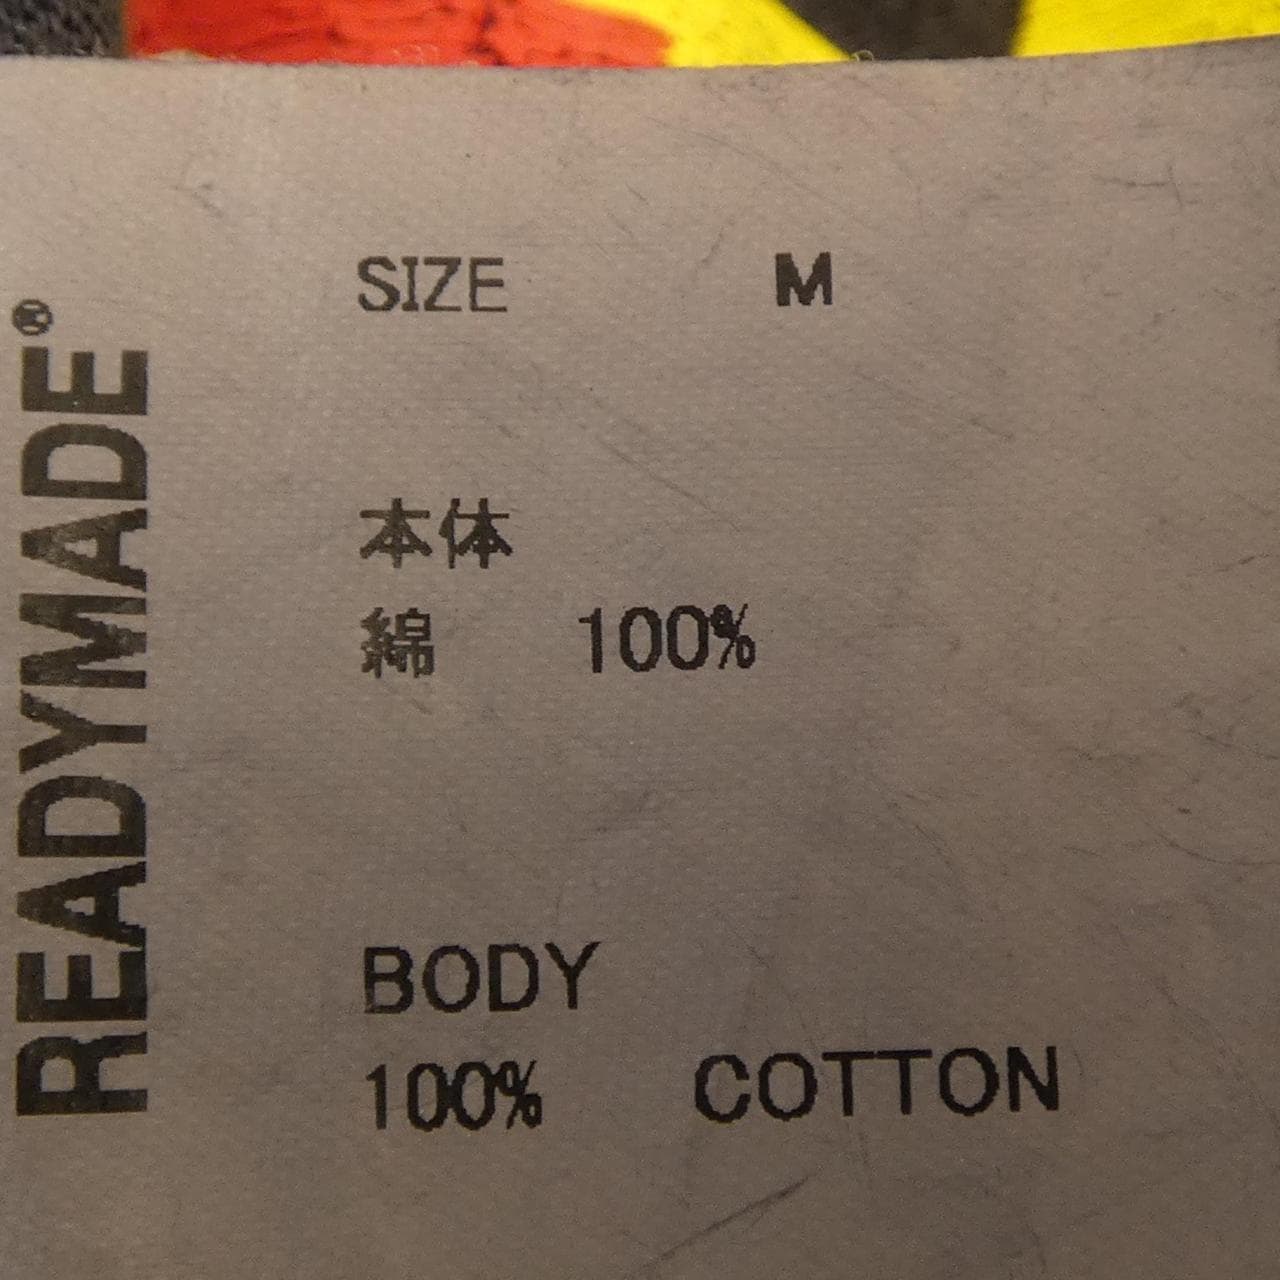 READYMADE®
SIZE M
本体
綿 100%
BODY
100% COTTON